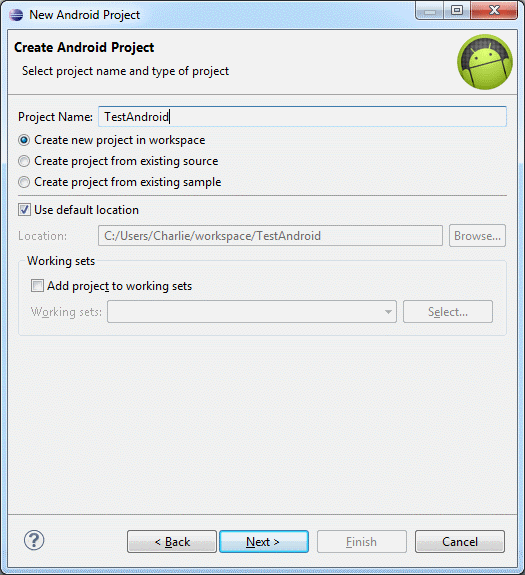 New Android Project
Create Android Project
Select project name and type of project
Project Name: TestAndroid
Create new project in workspace
Create project from existing source
Create project from existing sample
Use default location
Location: C:/Users/Charlie/workspace/TestAndroid Browse...
Working sets
Add project to working sets
Working sets: Select...
? < Back Next > Finish Cancel